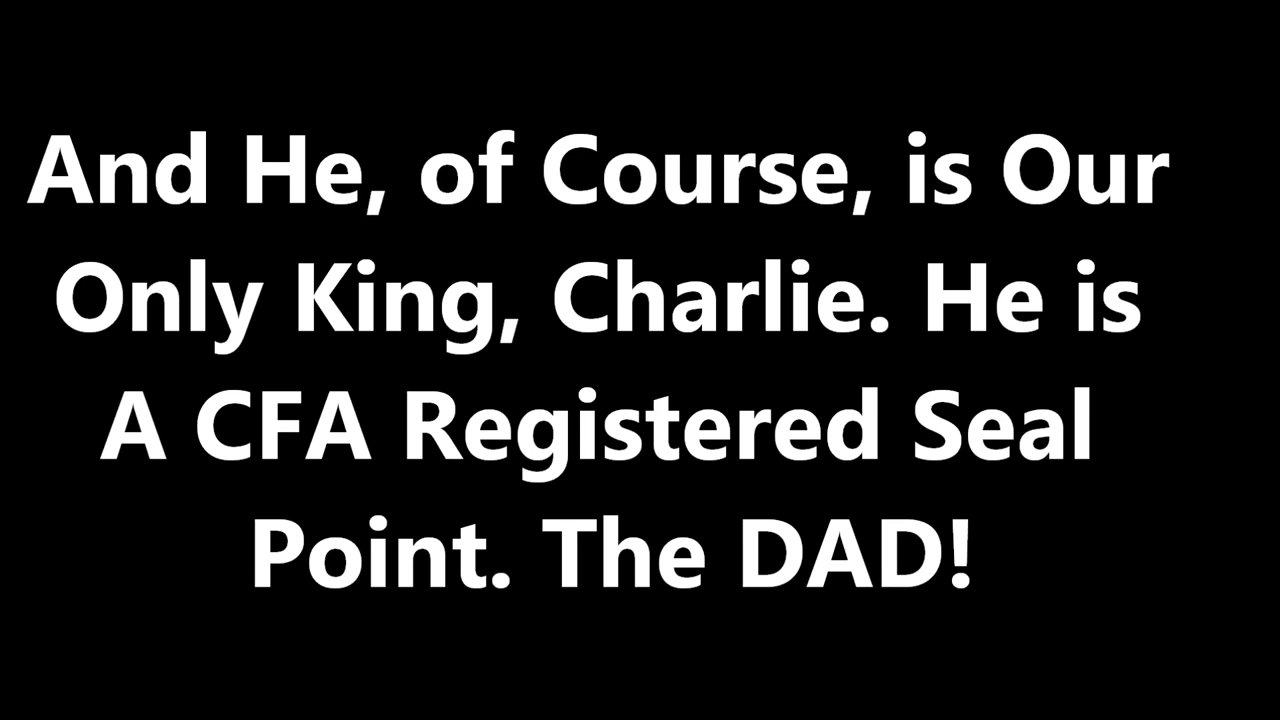 And He, of Course, is Our
Only King, Charlie. He is
A CFA Registered Seal
Point. The DAD!